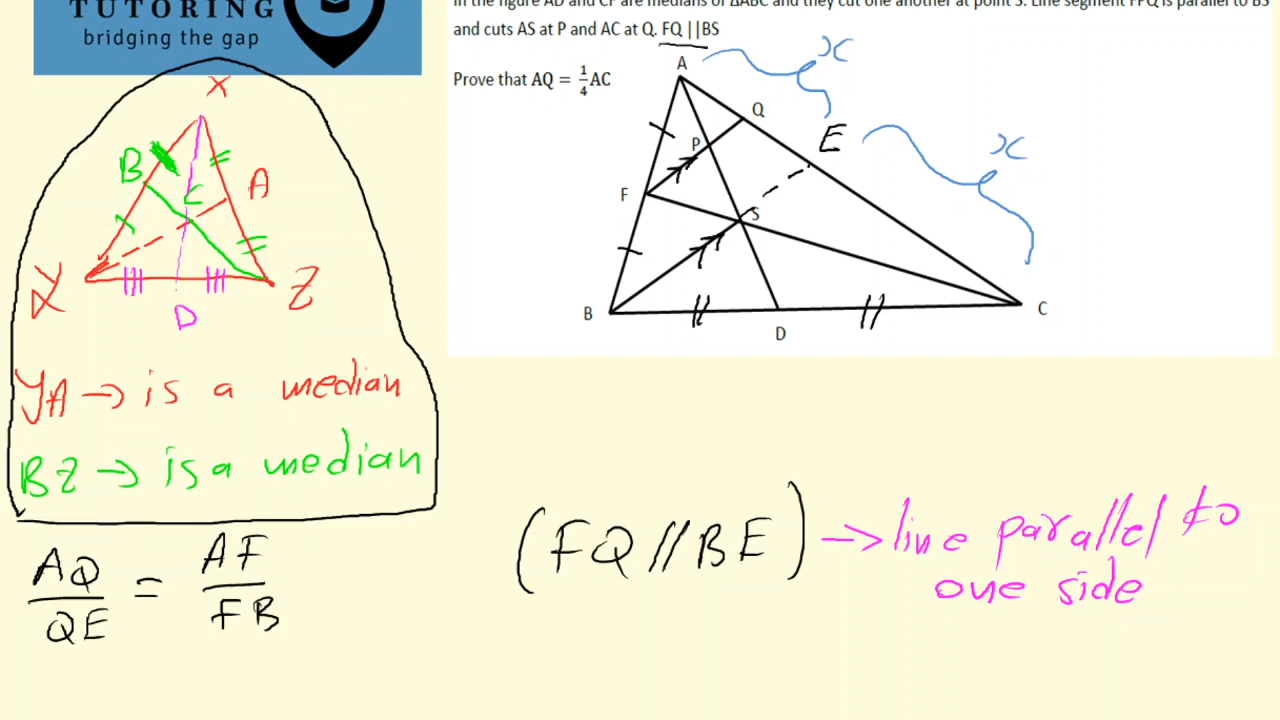 TUTORING
bridging the gap
In the figure AD and CF are medians of ΔABC and they cut one another at point S. Line segment FPQ is parallel to BS
and cuts AS at P and AC at Q. FQ ||BS
Prove that AQ = 1/4 AC
A
x
Q
E
P
x
F
S
B
C
D
X
B
A
C
Y
Z
D
YA → is a median
BZ → is a median
AQ/QE = AF/FB
(FQ // BE) → line parallel to
one side